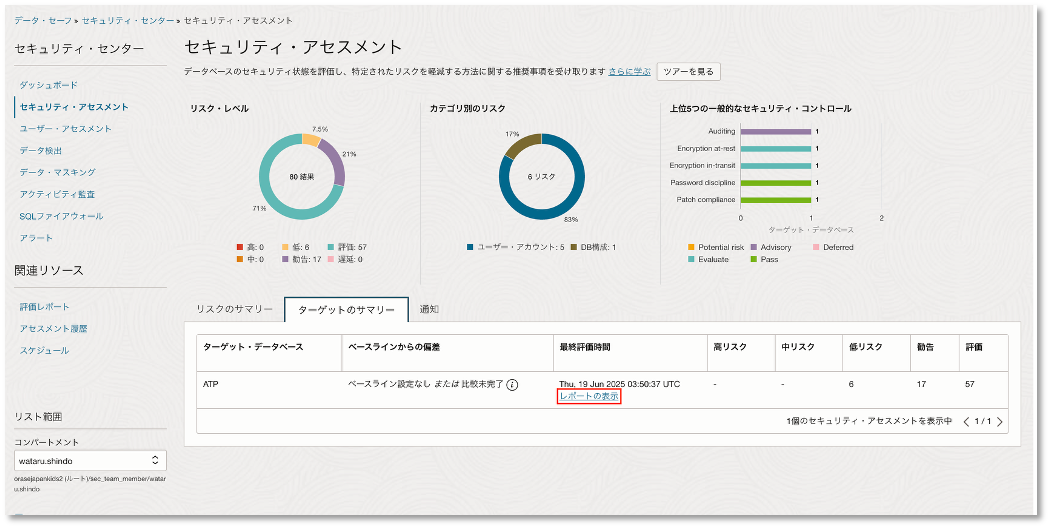 データ・セーフ » セキュリティ・センター » セキュリティ・アセスメント
セキュリティ・センター
ダッシュボード
セキュリティ・アセスメント
ユーザー・アセスメント
データ検出
データ・マスキング
アクティビティ監査
SQLファイアウォール
アラート
関連リソース
評価レポート
アセスメント履歴
スケジュール
リスト範囲
コンパートメント
wataru.shindo
orasejapankids2 (ルート)/sec_team_member/watar
u.shindo
セキュリティ・アセスメント
データベースのセキュリティ状態を評価し、特定されたリスクを軽減する方法に関する推奨事項を受け取ります さらに学ぶ ツアーを見る
リスク・レベル
7.5%
21%
80 結果
71%
高: 0 低: 6 評価: 57
中: 0 勧告: 17 遅延: 0
カテゴリ別のリスク
17%
6 リスク
83%
ユーザー・アカウント: 5 DB構成: 1
上位5つの一般的なセキュリティ・コントロール
Auditing 1
Encryption at-rest 1
Encryption in-transit 1
Password discipline 1
Patch compliance 1
0 1 2
ターゲット・データベース
Potential risk Advisory Deferred
Evaluate Pass
リスクのサマリー ターゲットのサマリー 通知
ターゲット・データベース ベースラインからの偏差 最終評価時間 高リスク 中リスク 低リスク 勧告 評価
ATP ベースライン設定なし または 比較未完了 Thu, 19 Jun 2025 03:50:37 UTC - - 6 17 57
レポートの表示
1個のセキュリティ・アセスメントを表示中 1 / 1